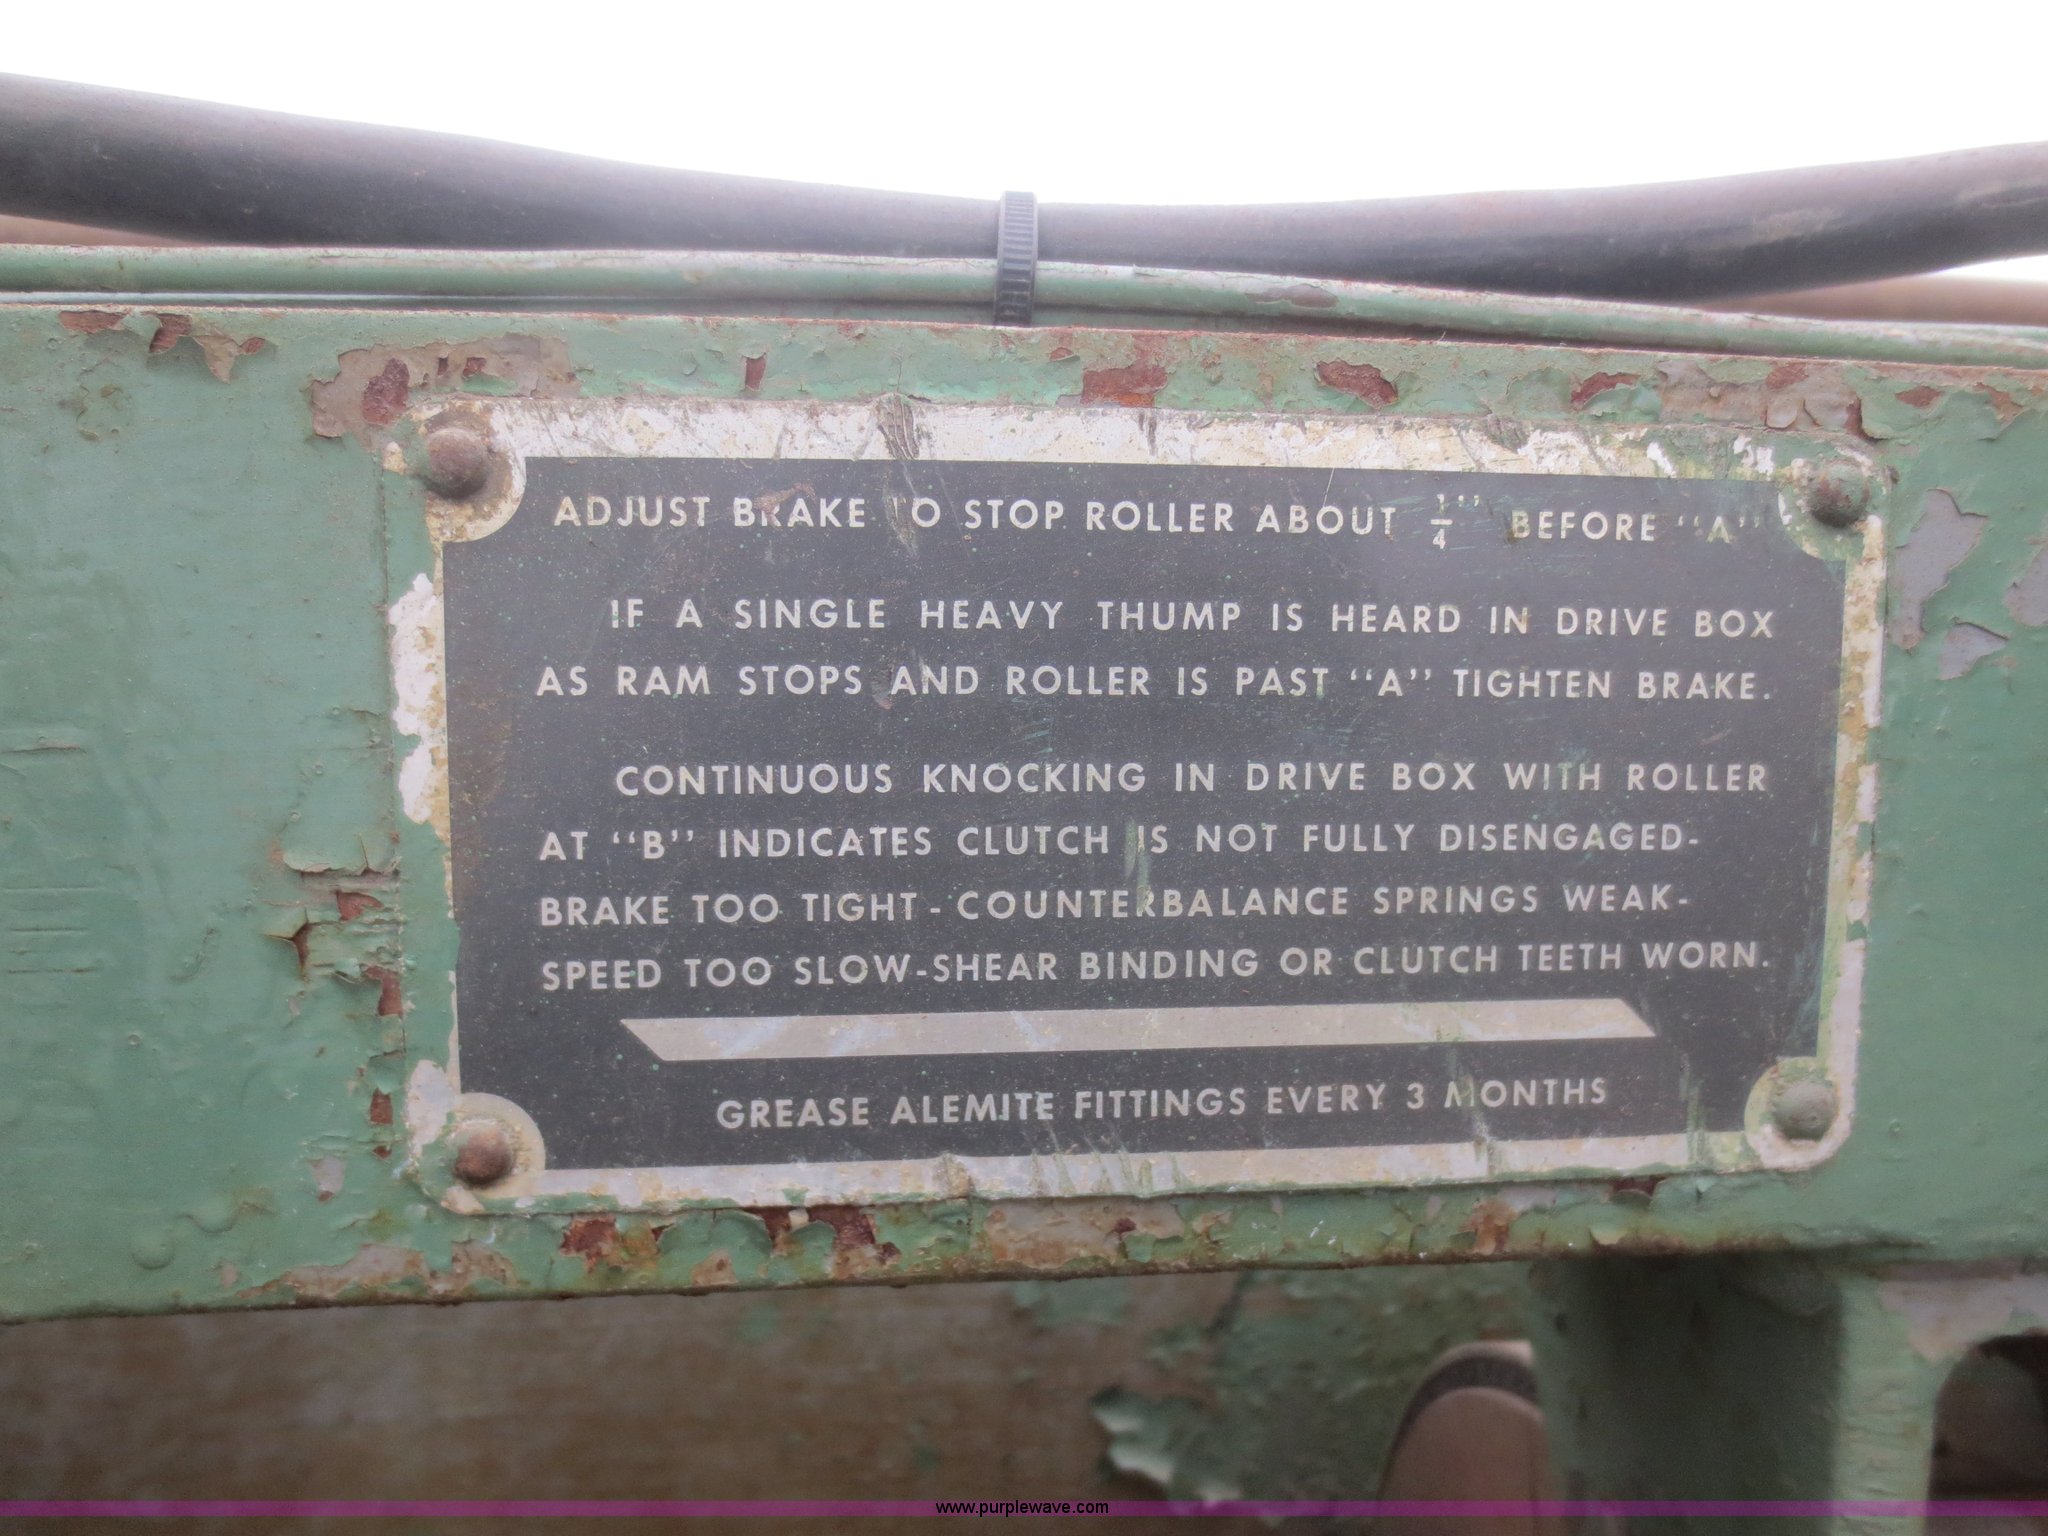 ADJUST BRAKE TO STOP ROLLER ABOUT 1/4" BEFORE "A"
IF A SINGLE HEAVY THUMP IS HEARD IN DRIVE BOX
AS RAM STOPS AND ROLLER IS PAST "A" TIGHTEN BRAKE.
CONTINUOUS KNOCKING IN DRIVE BOX WITH ROLLER
AT "B" INDICATES CLUTCH IS NOT FULLY DISENGAGED-
BRAKE TOO TIGHT - COUNTERBALANCE SPRINGS WEAK-
SPEED TOO SLOW-SHEAR BINDING OR CLUTCH TEETH WORN.
GREASE ALEMITE FITTINGS EVERY 3 MONTHS
www.purplewave.com